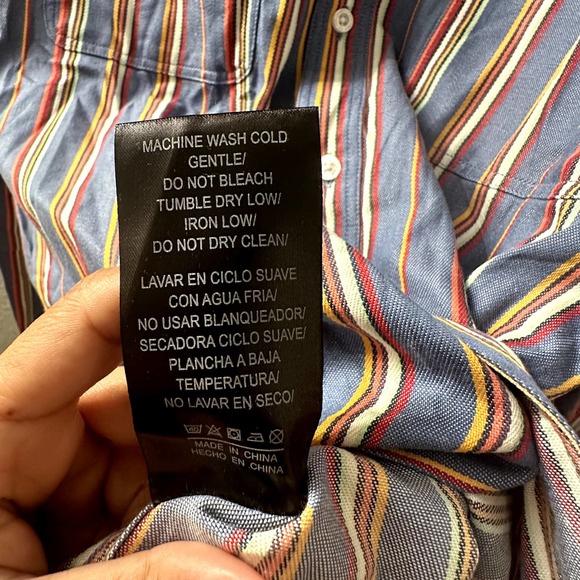 MACHINE WASH COLD
GENTLE/
DO NOT BLEACH
TUMBLE DRY LOW/
IRON LOW/
DO NOT DRY CLEAN/
LAVAR EN CICLO SUAVE
CON AGUA FRIA/
NO USAR BLANQUEADOR/
SECADORA CICLO SUAVE/
PLANCHA A BAJA
TEMPERATURA/
NO LAVAR EN SECO/
MADE IN CHINA
HECHO EN CHINA